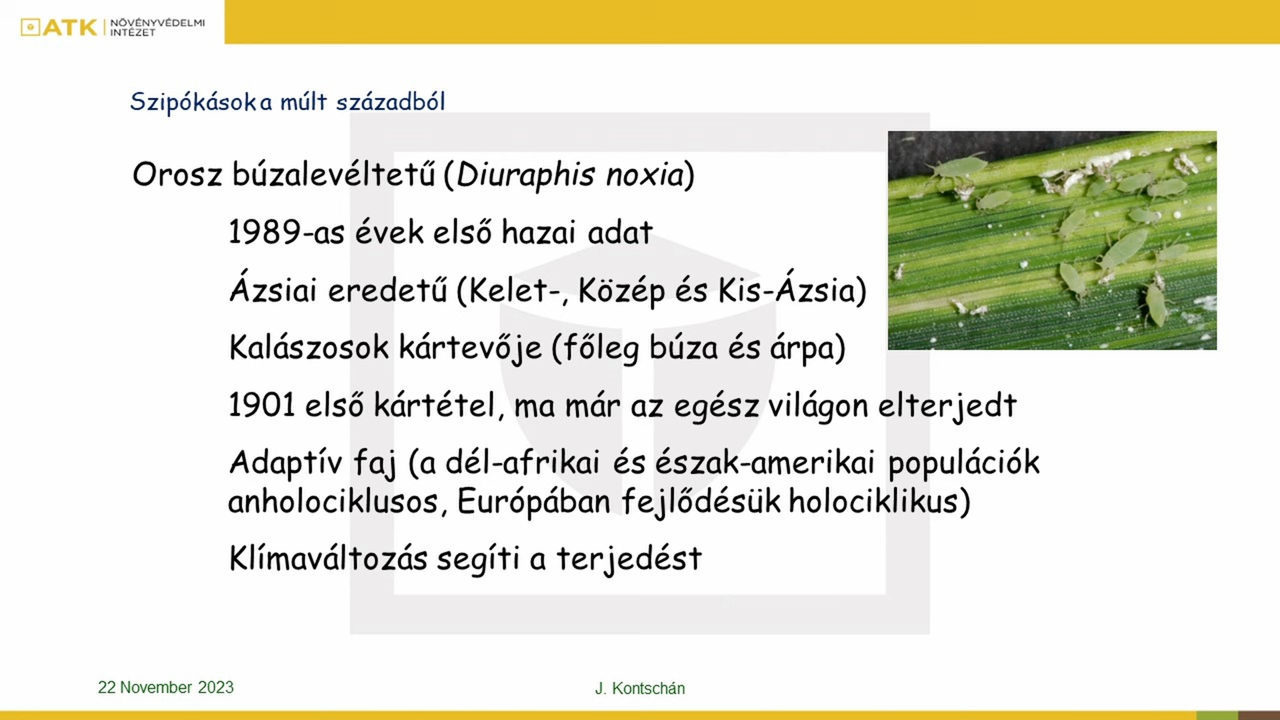 ATK NÖVÉNYVÉDELMI
INTÉZET
Szipókások a múlt századból
Orosz búzalevéltetű (Diuraphis noxia)
1989-as évek első hazai adat
Ázsiai eredetű (Kelet-, Közép és Kis-Ázsia)
Kalászosok kártevője (főleg búza és árpa)
1901 első kártétel, ma már az egész világon elterjedt
Adaptív faj (a dél-afrikai és észak-amerikai populációk
anholociklusos, Európában fejlődésük holociklikus)
Klímaváltozás segíti a terjedést
22 November 2023
J. Kontschán